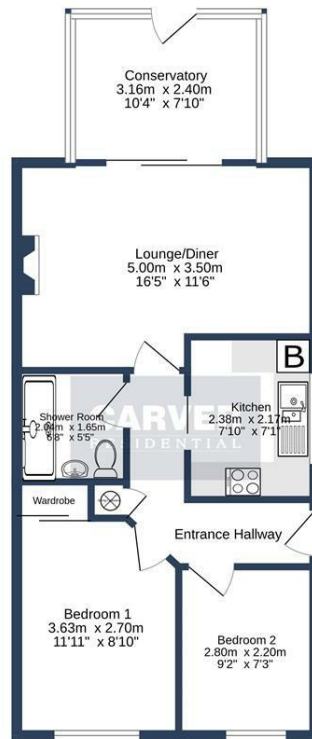 Conservatory
3.16m x 2.40m
10'4" x 7'10"
Lounge/Diner
5.00m x 3.50m
16'5" x 11'6"
B
Shower Room
2.04m x 1.65m
6'8" x 5'5"
Kitchen
2.38m x 2.17m
7'10" x 7'1"
RESIDENTIAL
Wardrobe
Entrance Hallway
Bedroom 1
3.63m x 2.70m
11'11" x 8'10"
Bedroom 2
2.80m x 2.20m
9'2" x 7'3"